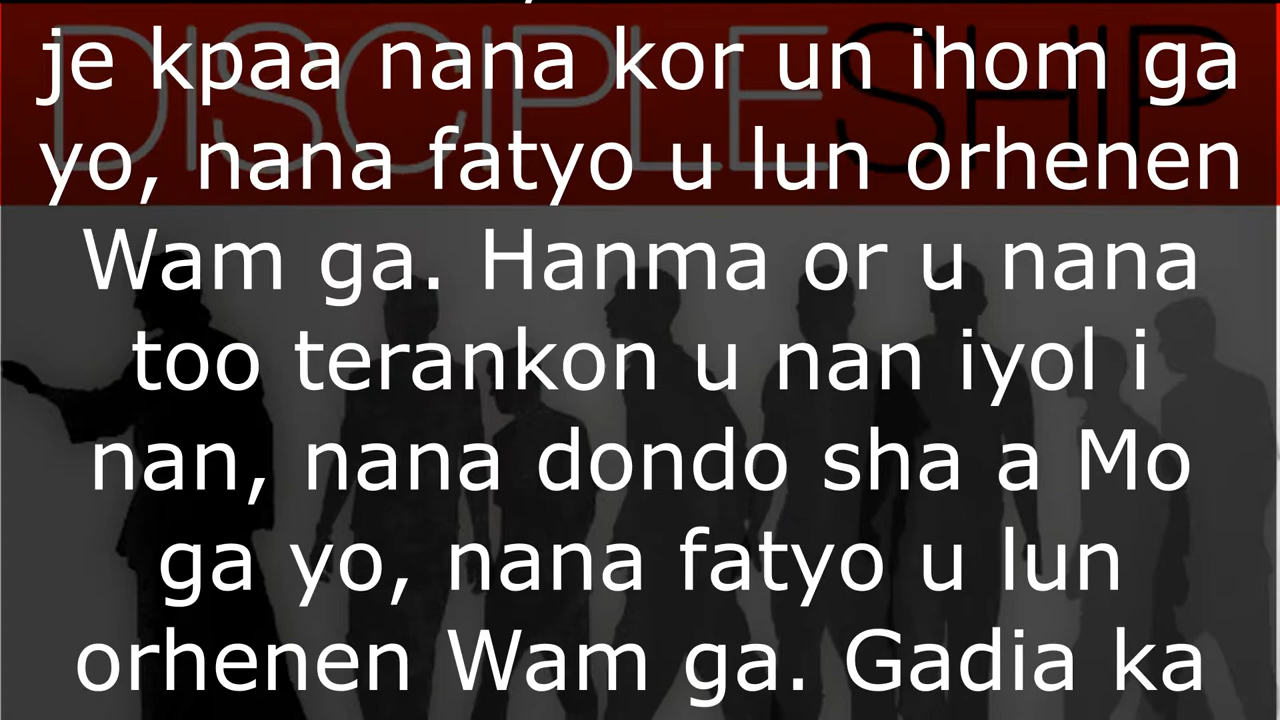 DISCIPLESHIP
je kpaa nana kor un ihom ga
yo, nana fatyo u lun orhenen
Wam ga. Hanma or u nana
too terankon u nan iyol i
nan, nana dondo sha a Mo
ga yo, nana fatyo u lun
orhenen Wam ga. Gadia ka